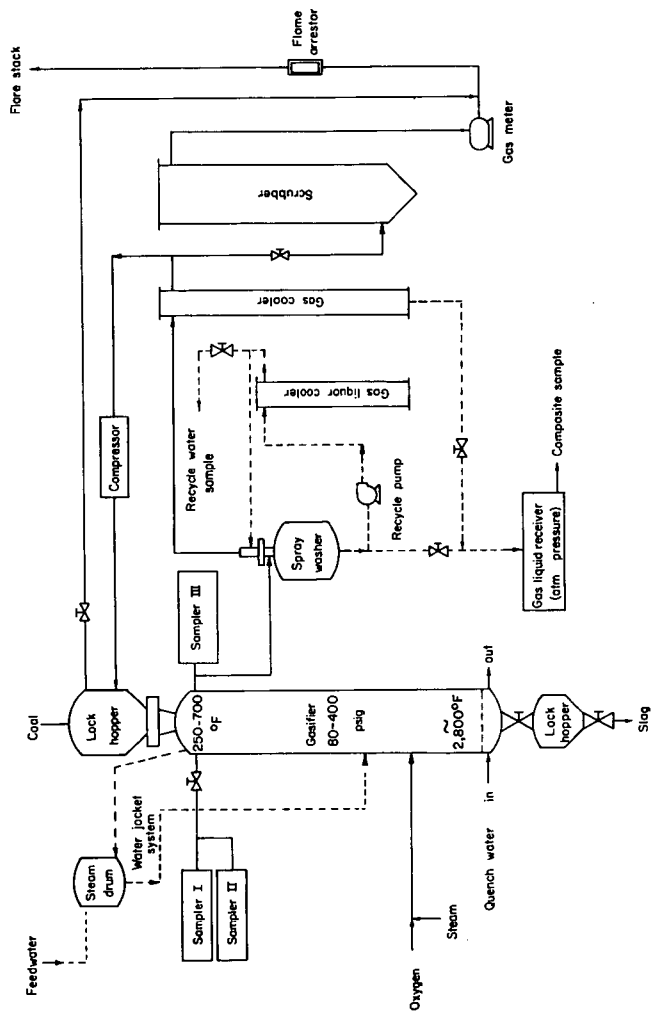 Flare stack
Flame
arrestor
Gas meter
Scrubber
Gas cooler
Gas liquor cooler
Compressor
Recycle water
sample
Recycle pump
Composite sample
Gas liquid receiver
(atm pressure)
Spray
washer
Sampler III
Coal
Lock
hopper
250-700
°F
Gasifier
80-400
psig
~
2,800°F
out
Lock
hopper
Slag
Water jacket
system
Steam
drum
Feedwater
Sampler I
Sampler II
Quench water in
Steam
Oxygen